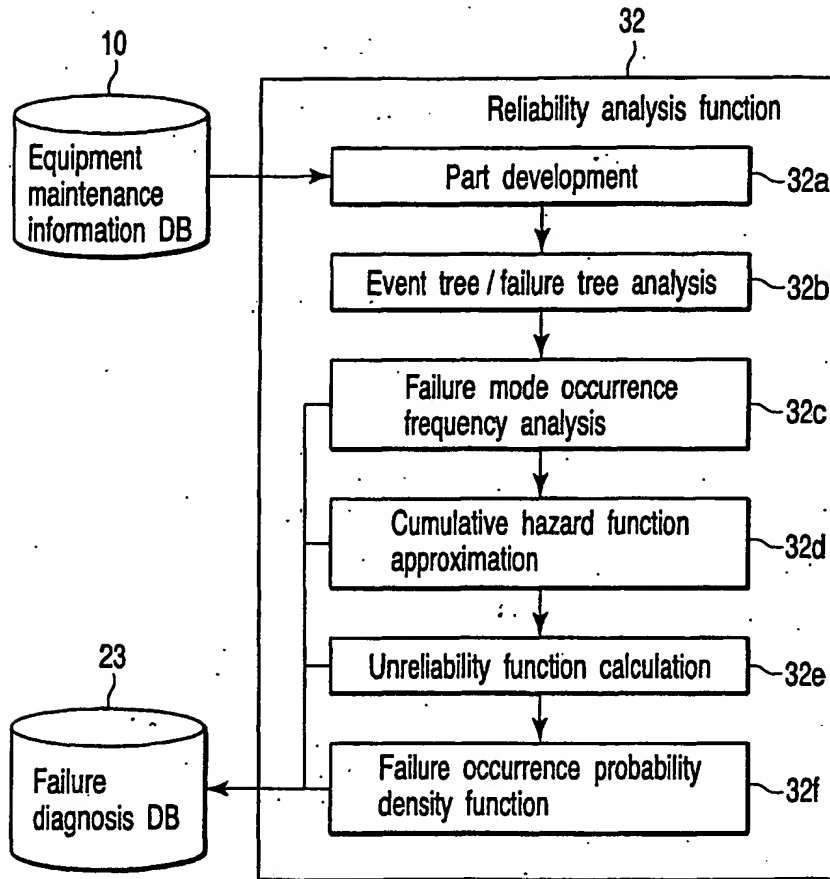 32
10
Reliability analysis function
Equipment
maintenance
information DB
Part development
32a
Event tree / failure tree analysis
32b
Failure mode occurrence
frequency analysis
32c
Cumulative hazard function
approximation
32d
23
Unreliability function calculation
32e
Failure
diagnosis DB
Failure occurrence probability
density function
32f